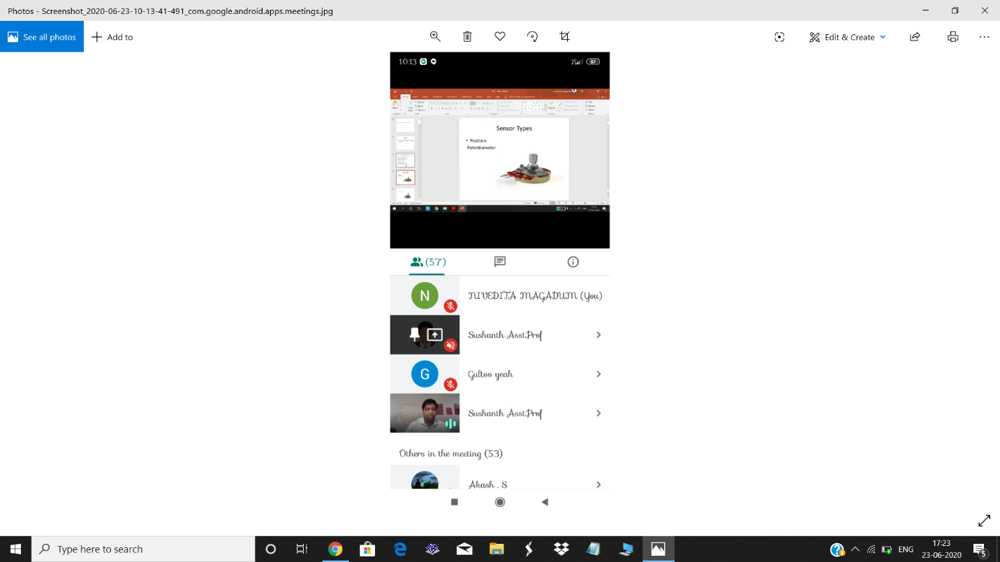 Photos - Screenshot_2020-06-23-10-13-41-491_com.google.android.apps.meetings.jpg
See all photos
Add to
Edit & Create
10:13
87
Sensor Types
• Position
Potentiometer
(57)
N
NIVEDITA MAGADUM (You)
Sushanth Asst.Prof
G
Gultoo yeah
Sushanth Asst.Prof
Others in the meeting (53)
Akash . S
Type here to search
ENG
17:23
23-06-2020
5